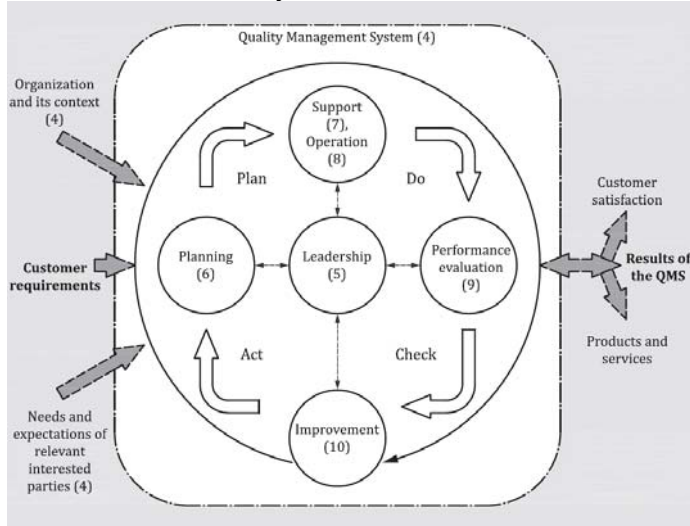 Quality Management System (4)
Organization
and its context
(4)
Support
(7),
Operation
(8)
Plan
Do
Customer
satisfaction
Customer
requirements
Planning
(6)
Leadership
(5)
Performance
evaluation
(9)
Results of
the QMS
Act
Check
Products and
services
Needs and
expectations of
relevant
interested
parties (4)
Improvement
(10)